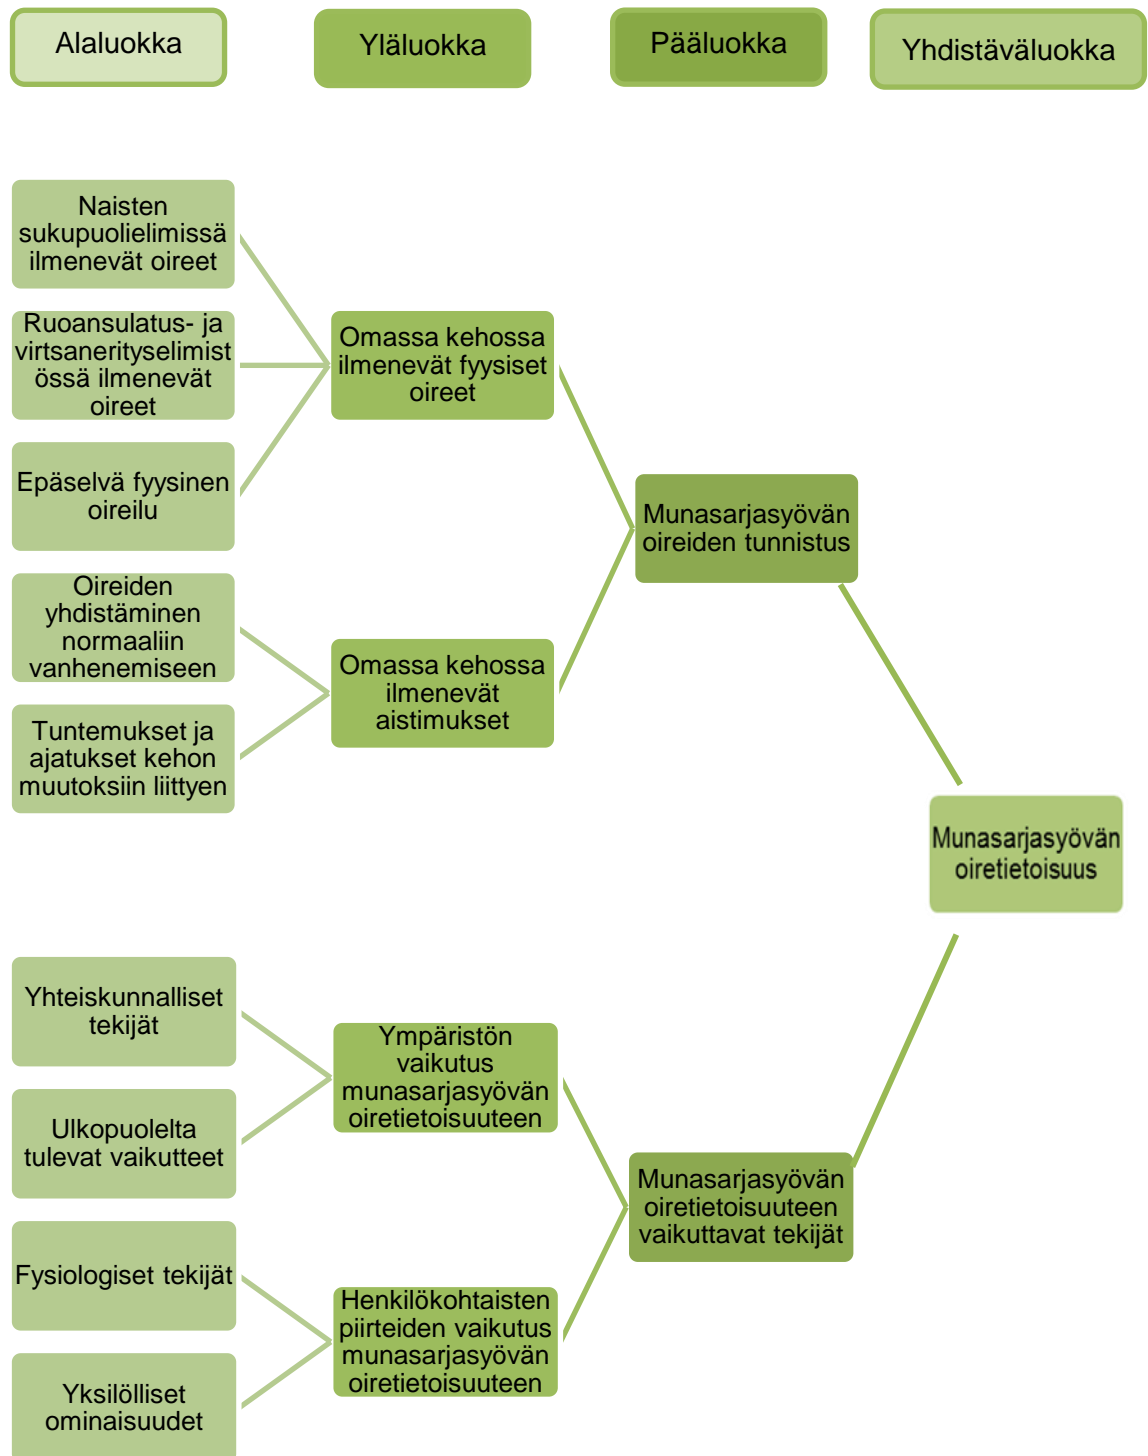 Alaluokka
Yläluokka
Pääluokka
Yhdistäväluokka
Naisten
sukupuolielimissä
ilmenevät oireet
Ruoansulatus- ja
virtsanerityselimist
össä ilmenevät
oireet
Epäselvä fyysinen
oireilu
Oireiden
yhdistäminen
normaaliin
vanhenemiseen
Tuntemukset ja
ajatukset kehon
muutoksiin liittyen
Omassa kehossa
ilmenevät fyysiset
oireet
Omassa kehossa
ilmenevät
aistimukset
Munasarjasyövän
oireiden tunnistus
Munasarjasyövän
oiretietoisuus
Yhteiskunnalliset
tekijät
Ulkopuolelta
tulevat vaikutteet
Fysiologiset tekijät
Yksilölliset
ominaisuudet
Ympäristön
vaikutus
munasarjasyövän
oiretietoisuuteen
Henkilökohtaisten
piirteiden vaikutus
munasarjasyövän
oiretietoisuuteen
Munasarjasyövän
oiretietoisuuteen
vaikuttavat tekijät